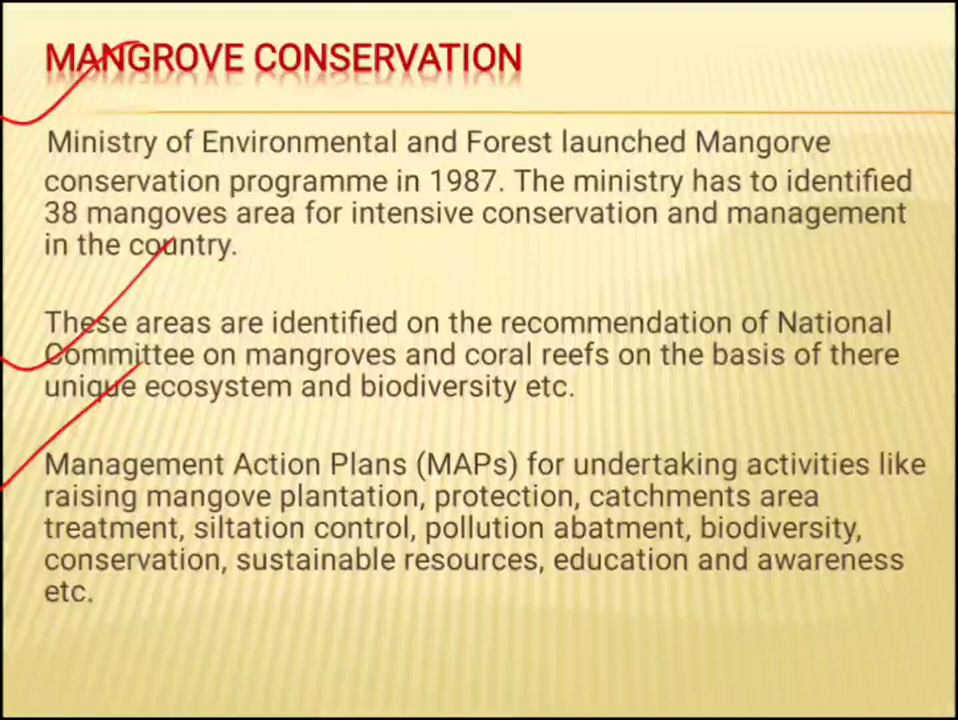 MANGROVE CONSERVATION
Ministry of Environmental and Forest launched Mangorve
conservation programme in 1987. The ministry has to identified
38 mangoves area for intensive conservation and management
in the country.
These areas are identified on the recommendation of National
Committee on mangroves and coral reefs on the basis of there
unique ecosystem and biodiversity etc.
Management Action Plans (MAPs) for undertaking activities like
raising mangove plantation, protection, catchments area
treatment, siltation control, pollution abatment, biodiversity,
conservation, sustainable resources, education and awareness
etc.